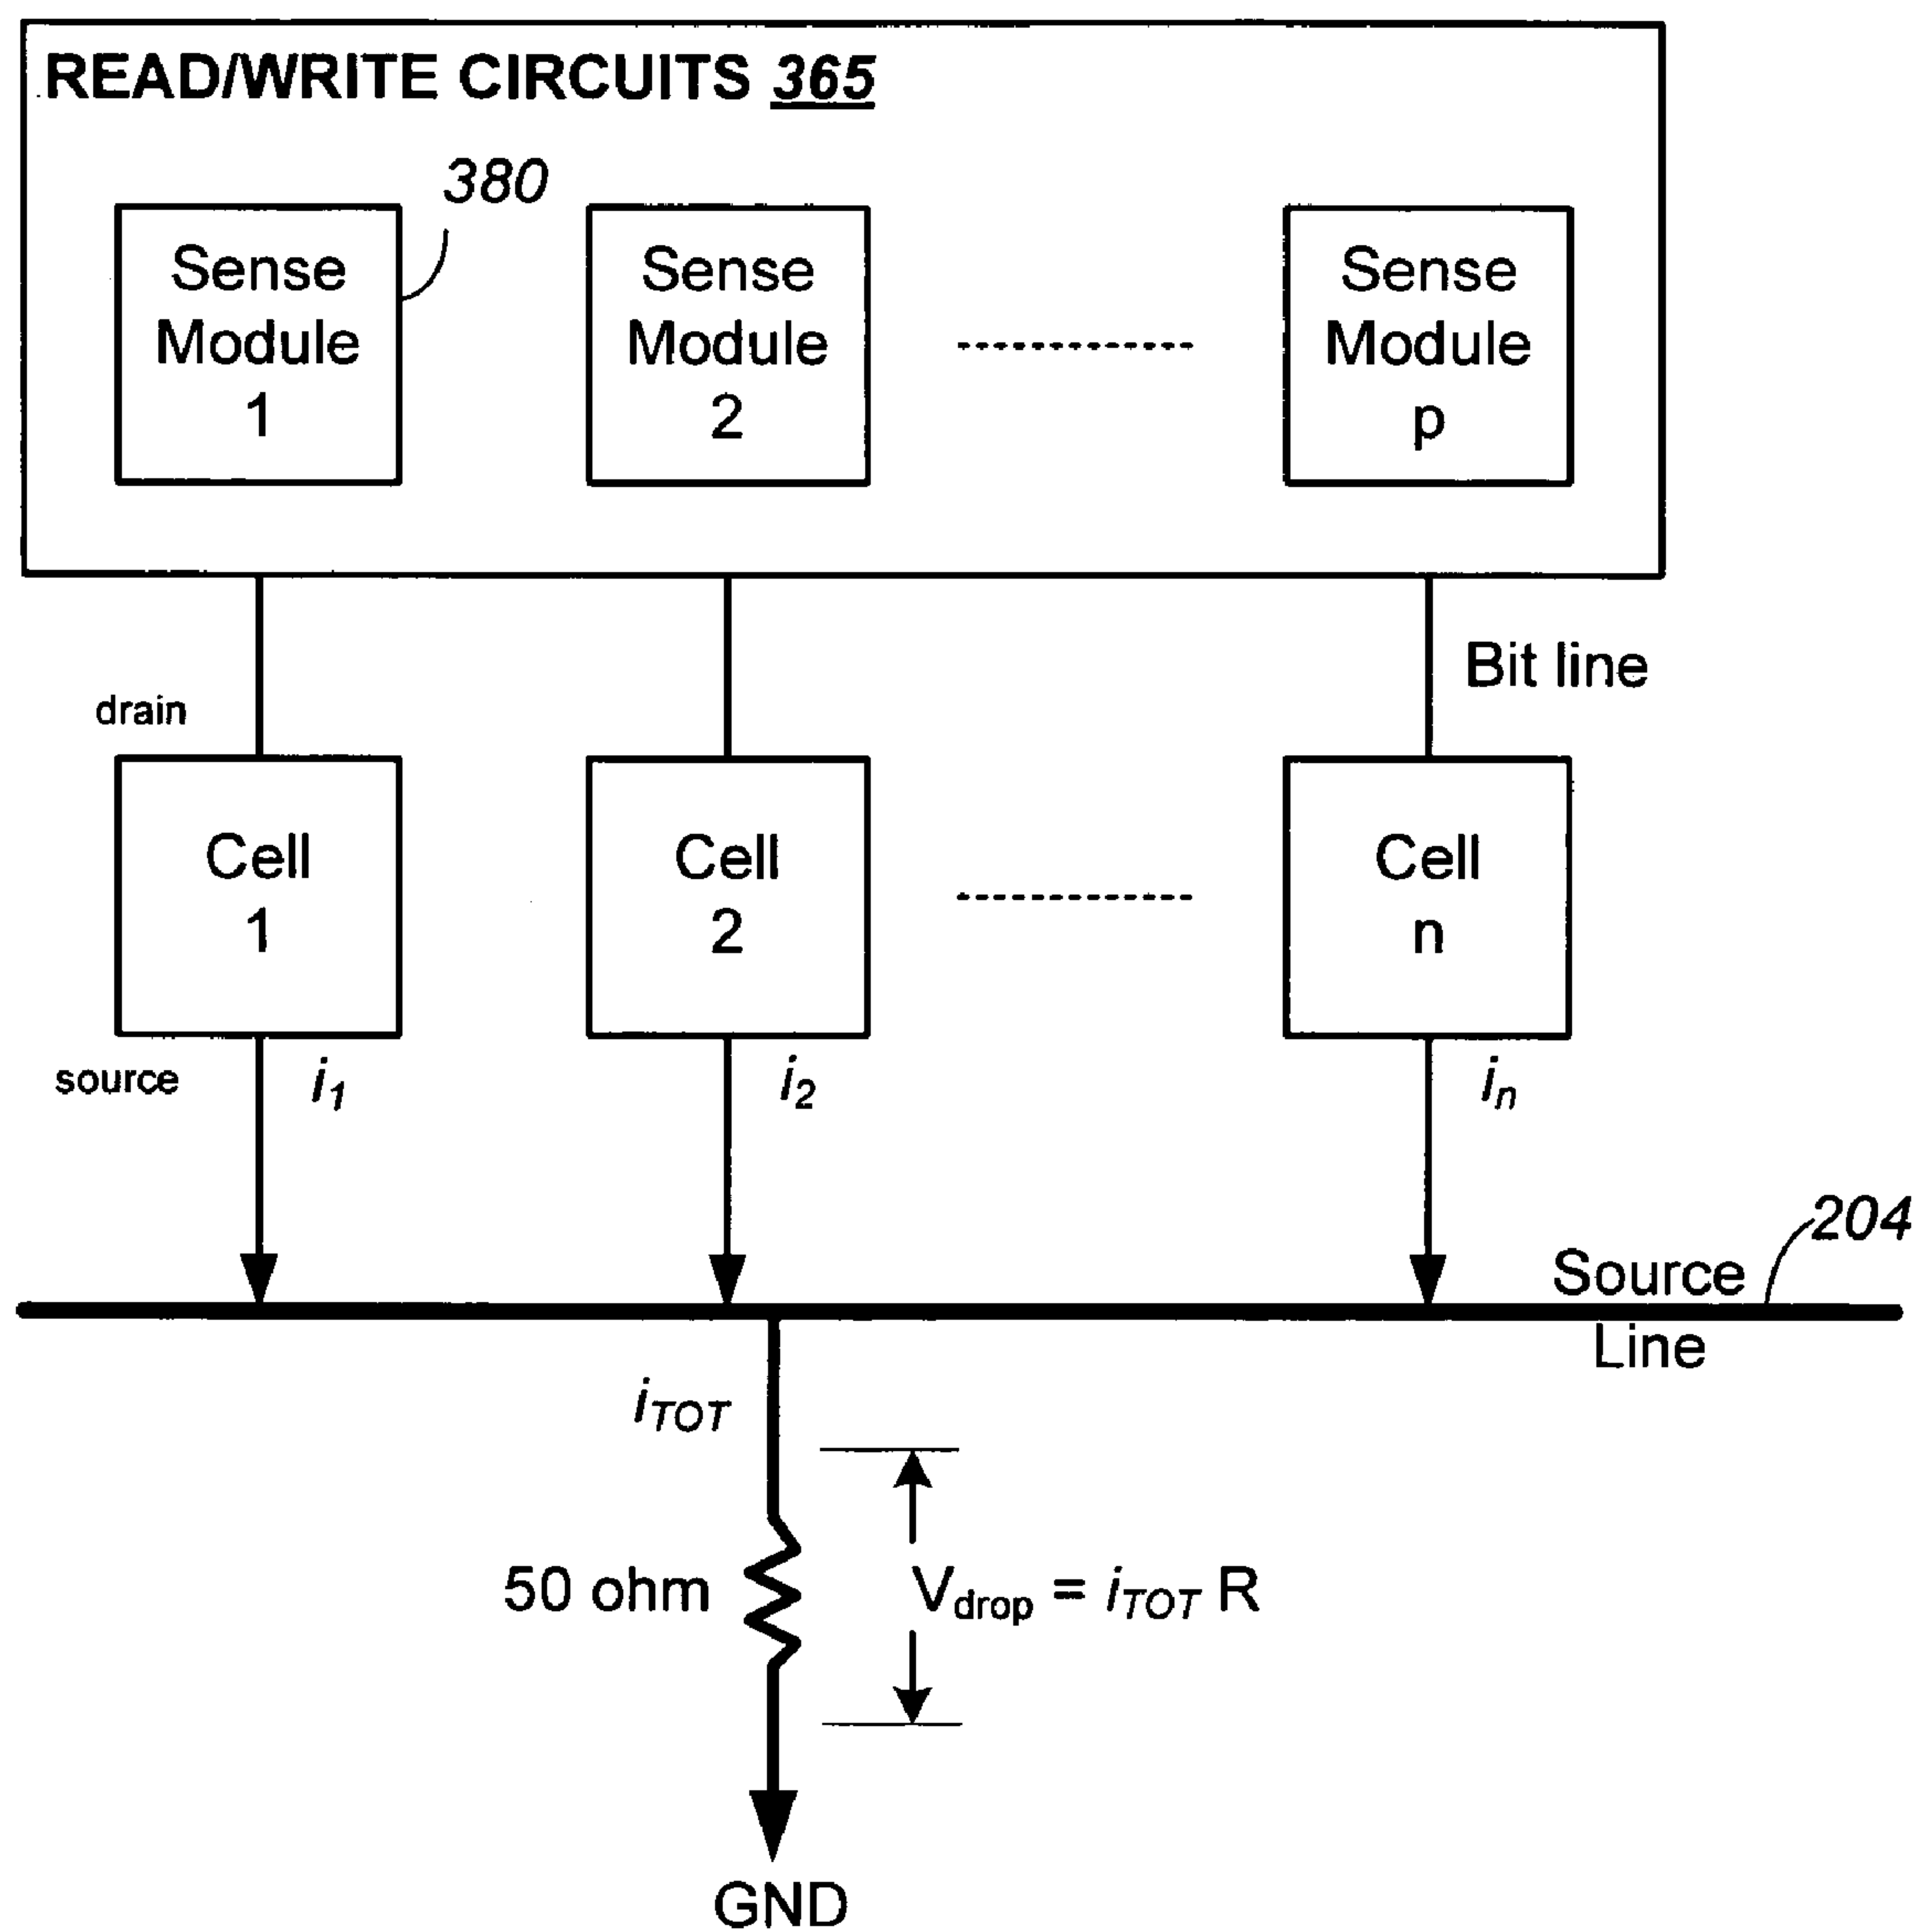 READ/WRITE CIRCUITS 365
380
Sense
Module
1
Sense
Module
2
Sense
Module
p
Bit line
drain
Cell
1
Cell
2
Cell
n
source
i1
i2
in
204
Source
Line
iTOT
50 ohm
Vdrop = iTOT R
GND